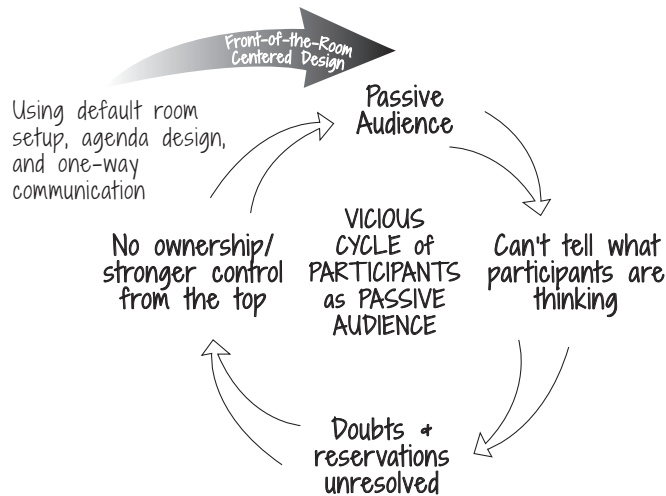 Front-of-the-Room
Centered Design
Using default room
setup, agenda design,
and one-way
communication
Passive
Audience
No ownership/
stronger control
from the top
VICIOUS
CYCLE of
PARTICIPANTS
as PASSIVE
AUDIENCE
Can't tell what
participants are
thinking
Doubts +
reservations
unresolved